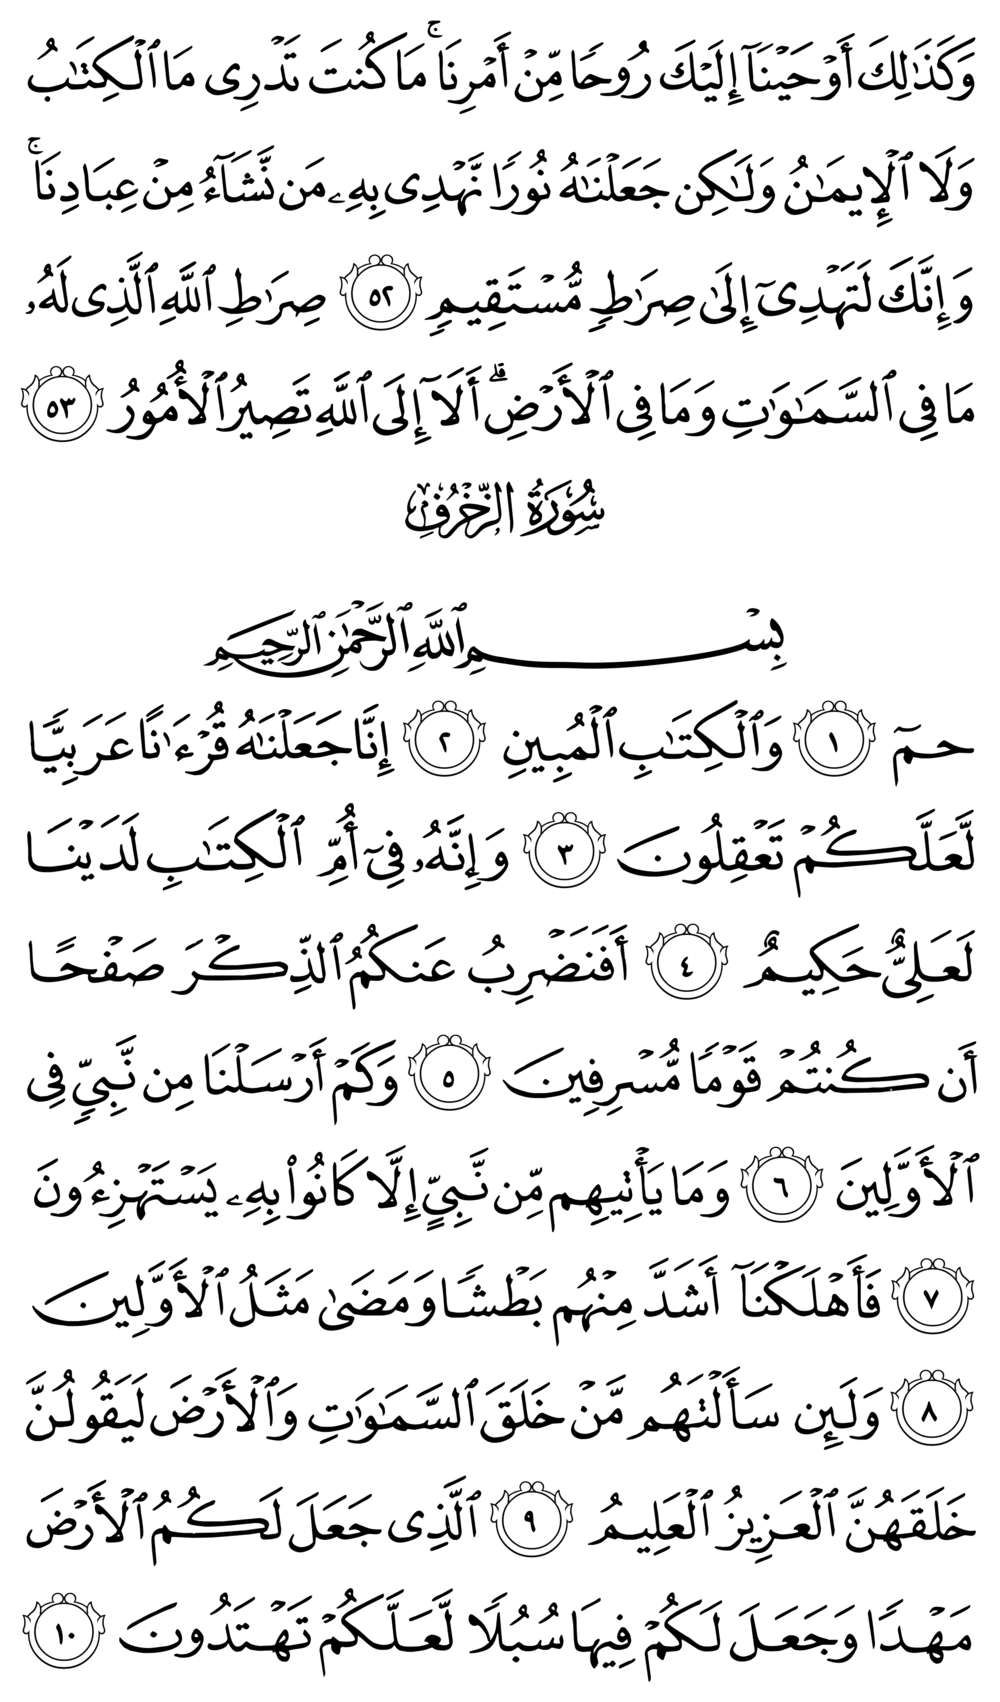 وَكَذَٰلِكَ أَوْحَيْنَآ إِلَيْكَ رُوحًا مِّنْ أَمْرِنَا ۚ مَا كُنتَ تَدْرِى مَا ٱلْكِتَٰبُ
وَلَا ٱلْإِيمَٰنُ وَلَٰكِن جَعَلْنَٰهُ نُورًا نَّهْدِى بِهِۦ مَن نَّشَآءُ مِنْ عِبَادِنَا ۚ
وَإِنَّكَ لَتَهْدِىٓ إِلَىٰ صِرَٰطٍ مُّسْتَقِيمٍ ٥٢ صِرَٰطِ ٱللَّهِ ٱلَّذِى لَهُۥ
مَا فِى ٱلسَّمَٰوَٰتِ وَمَا فِى ٱلْأَرْضِ ۗ أَلَآ إِلَى ٱللَّهِ تَصِيرُ ٱلْأُمُورُ ٥٣
سُورَةُ الزُّخْرُفِ
بِسْمِ ٱللَّهِ ٱلرَّحْمَٰنِ ٱلرَّحِيمِ
حمٓ ١ وَٱلْكِتَٰبِ ٱلْمُبِينِ ٢ إِنَّا جَعَلْنَٰهُ قُرْءَٰنًا عَرَبِيًّا
لَّعَلَّكُمْ تَعْقِلُونَ ٣ وَإِنَّهُۥ فِىٓ أُمِّ ٱلْكِتَٰبِ لَدَيْنَا
لَعَلِىٌّ حَكِيمٌ ٤ أَفَنَضْرِبُ عَنكُمُ ٱلذِّكْرَ صَفْحًا
أَن كُنتُمْ قَوْمًا مُّسْرِفِينَ ٥ وَكَمْ أَرْسَلْنَا مِن نَّبِىٍّ فِى
ٱلْأَوَّلِينَ ٦ وَمَا يَأْتِيهِم مِّن نَّبِىٍّ إِلَّا كَانُوا۟ بِهِۦ يَسْتَهْزِءُونَ
٧ فَأَهْلَكْنَآ أَشَدَّ مِنْهُم بَطْشًا وَمَضَىٰ مَثَلُ ٱلْأَوَّلِينَ
٨ وَلَئِن سَأَلْتَهُم مَّنْ خَلَقَ ٱلسَّمَٰوَٰتِ وَٱلْأَرْضَ لَيَقُولُنَّ
خَلَقَهُنَّ ٱلْعَزِيزُ ٱلْعَلِيمُ ٩ ٱلَّذِى جَعَلَ لَكُمُ ٱلْأَرْضَ
مَهْدًا وَجَعَلَ لَكُمْ فِيهَا سُبُلًا لَّعَلَّكُمْ تَهْتَدُونَ ١٠